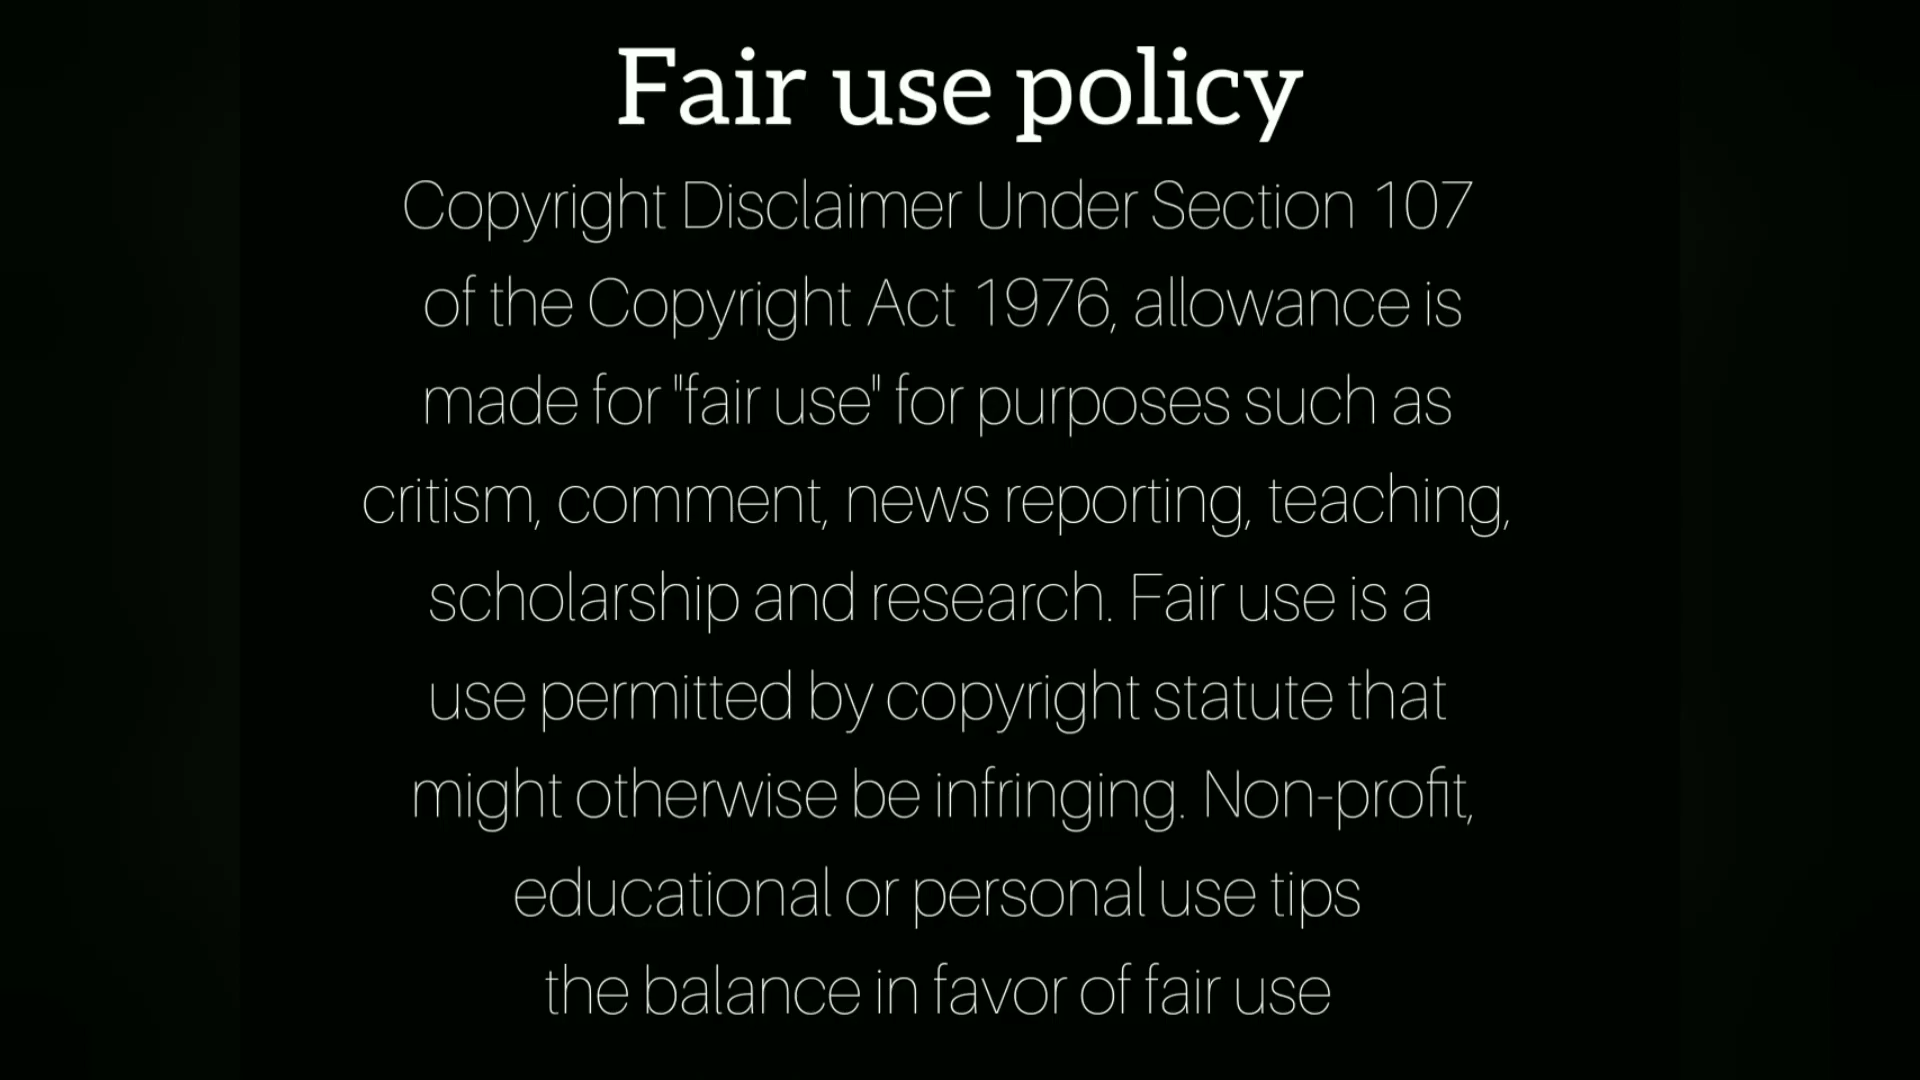 Fair use policy
Copyright Disclaimer Under Section 107
of the Copyright Act 1976, allowance is
made for "fair use" for purposes such as
critism, comment, news reporting, teaching,
scholarship and research. Fair use is a
use permitted by copyright statute that
might otherwise be infringing. Non-profit,
educational or personal use tips
the balance in favor of fair use